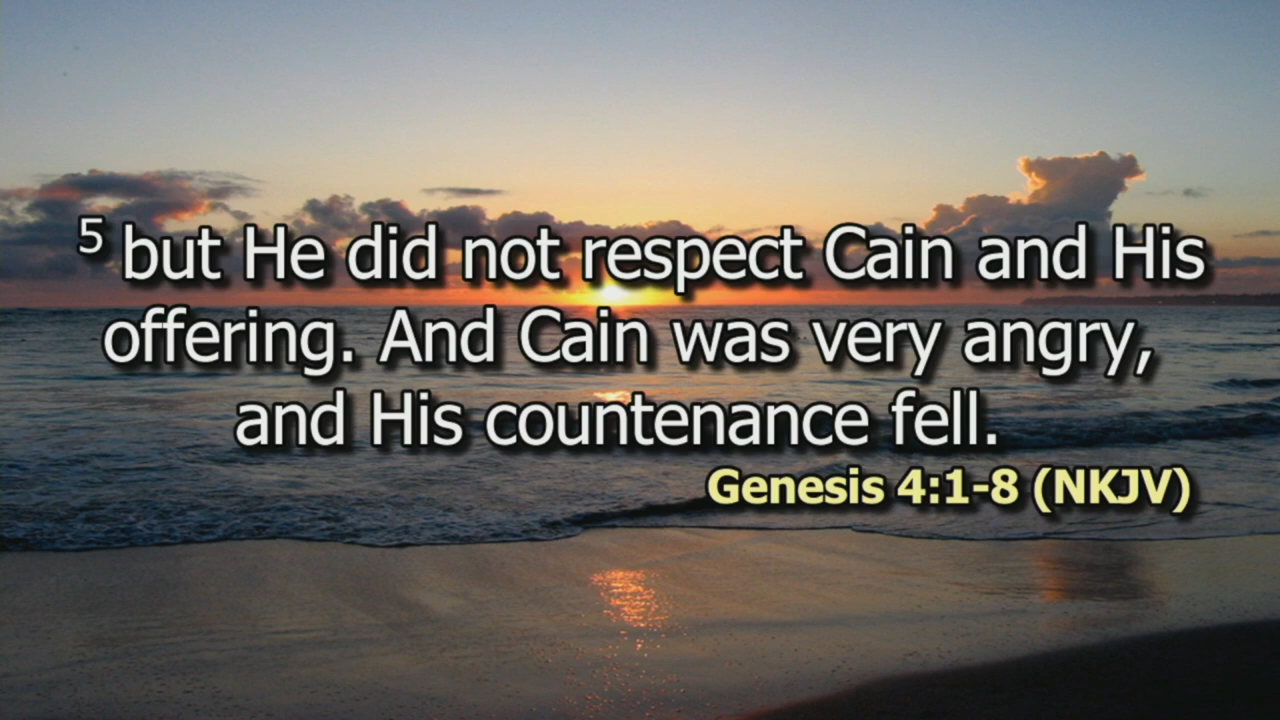 5 but He did not respect Cain and His
offering. And Cain was very angry,
and His countenance fell.
Genesis 4:1-8 (NKJV)